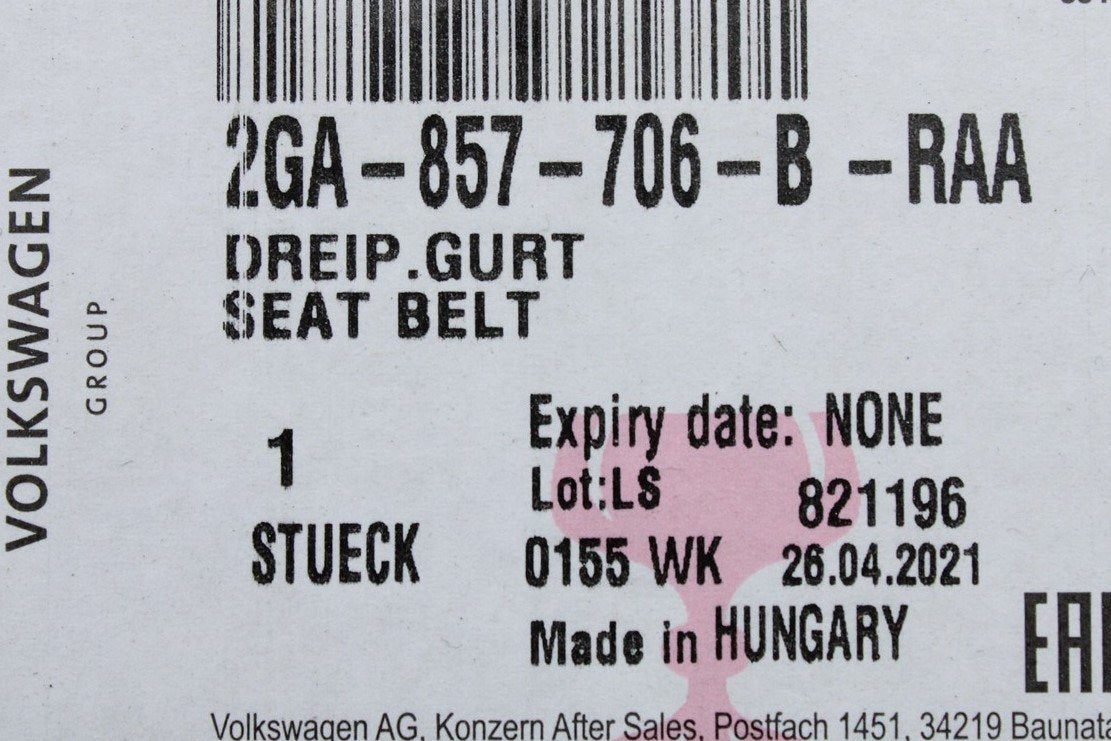 2GA-857-706-B -RAA
DREIP.GURT
SEAT BELT
VOLKSWAGEN
GROUP
1
STUECK
Expiry date: NONE
Lot:LS 821196
0155 WK 26.04.2021
Made in HUNGARY
Volkswagen AG, Konzern After Sales, Postfach 1451, 34219